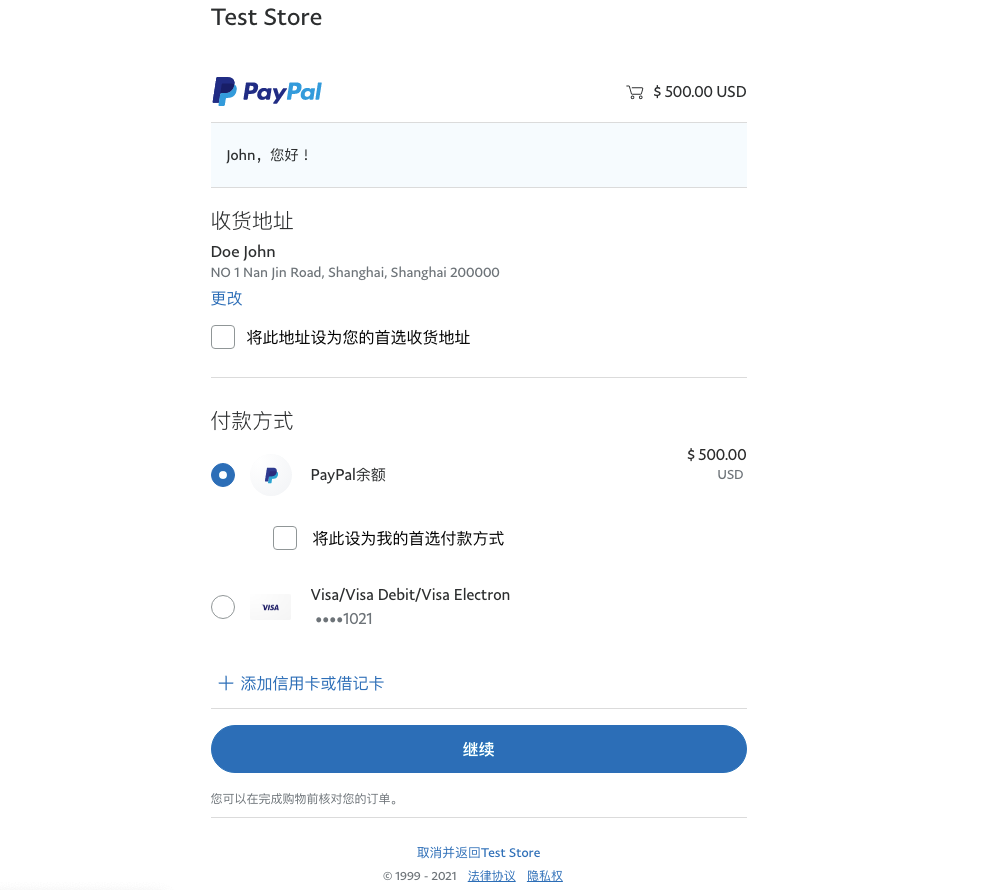 Test Store
PayPal
$ 500.00 USD
John，您好！
收货地址
Doe John
NO 1 Nan Jin Road, Shanghai, Shanghai 200000
更改
将此地址设为您的首选收货地址
付款方式
$ 500.00
PayPal余额
USD
将此设为我的首选付款方式
Visa/Visa Debit/Visa Electron
VISA
••••1021
+ 添加信用卡或借记卡
继续
您可以在完成购物前核对您的订单。
取消并返回Test Store
© 1999 - 2021 法律协议 隐私权